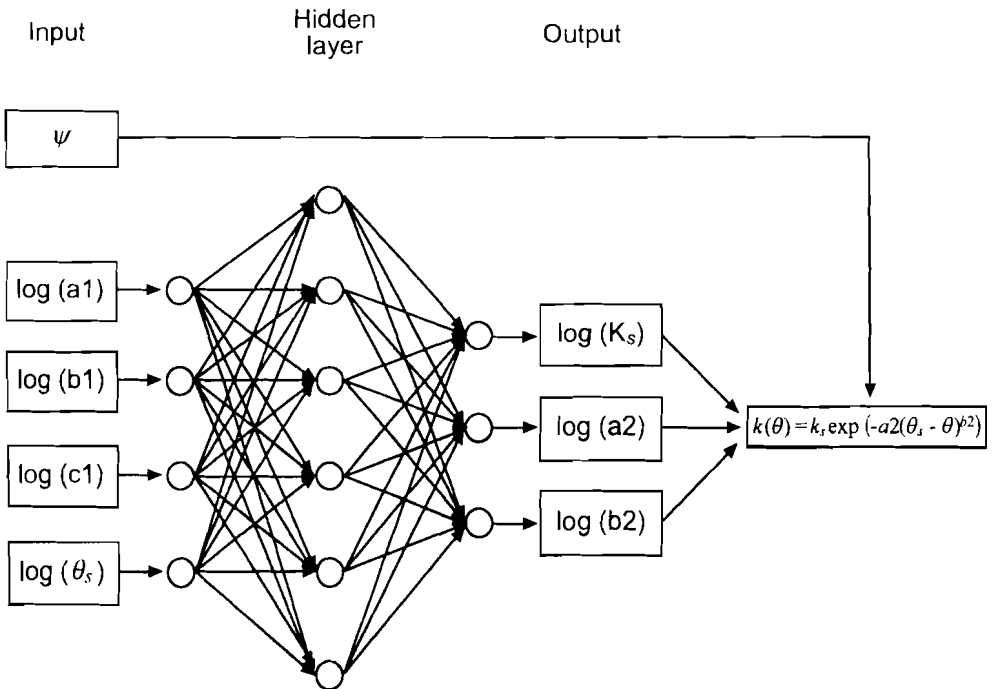 Input
Hidden
layer
Output
ψ
log (a1)
log (b1)
log (c1)
log (θₛ)
log (Kₛ)
log (a2)
log (b2)
k(θ) = kₛ exp (-a2(θₛ - θ)^b2)